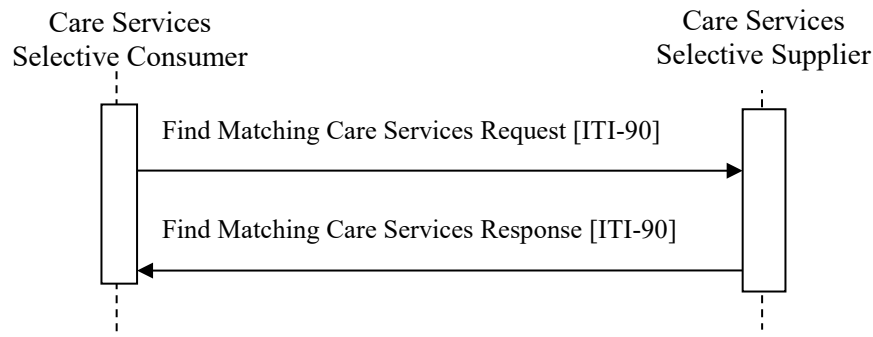 Care Services
Selective Consumer
Care Services
Selective Supplier
Find Matching Care Services Request [ITI-90]
Find Matching Care Services Response [ITI-90]